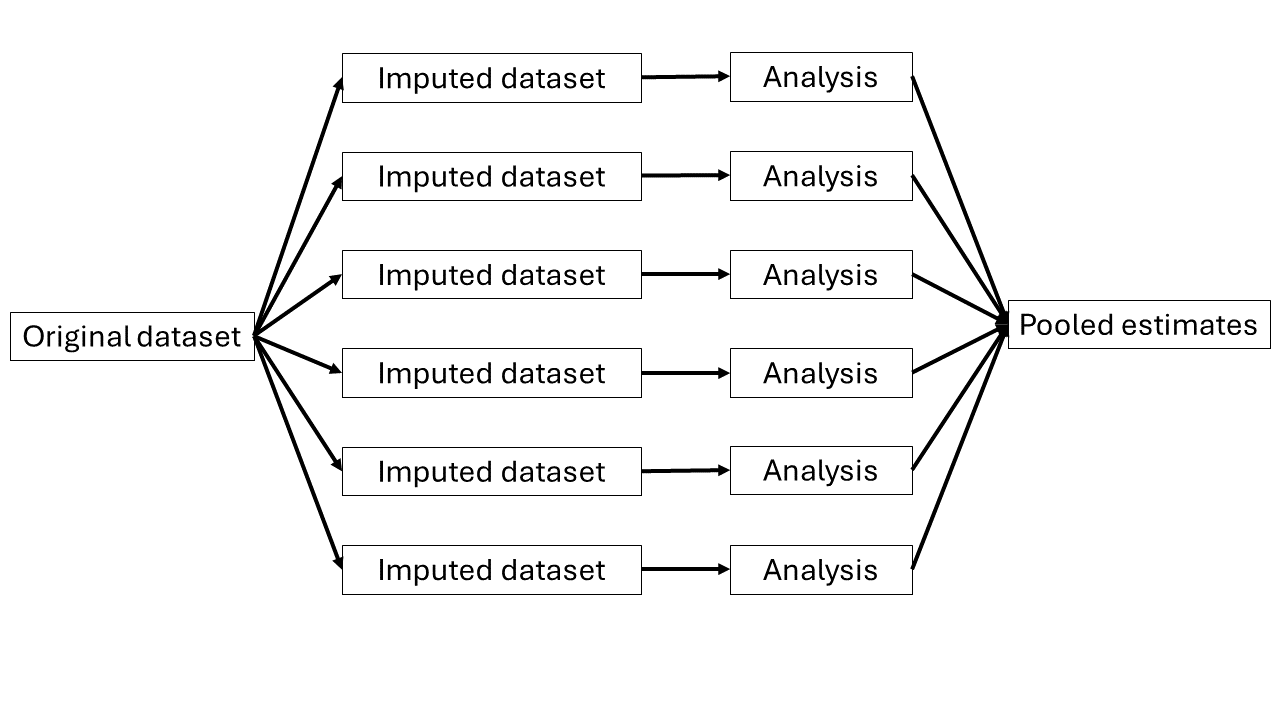 Imputed dataset
Analysis
Imputed dataset
Analysis
Imputed dataset
Analysis
Original dataset
Pooled estimates
Imputed dataset
Analysis
Imputed dataset
Analysis
Imputed dataset
Analysis